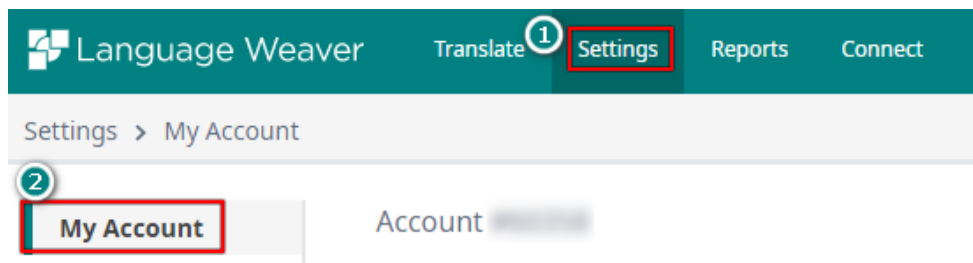 Language Weaver Translate 1 Settings Reports Connect
Settings > My Account
2
My Account
Account